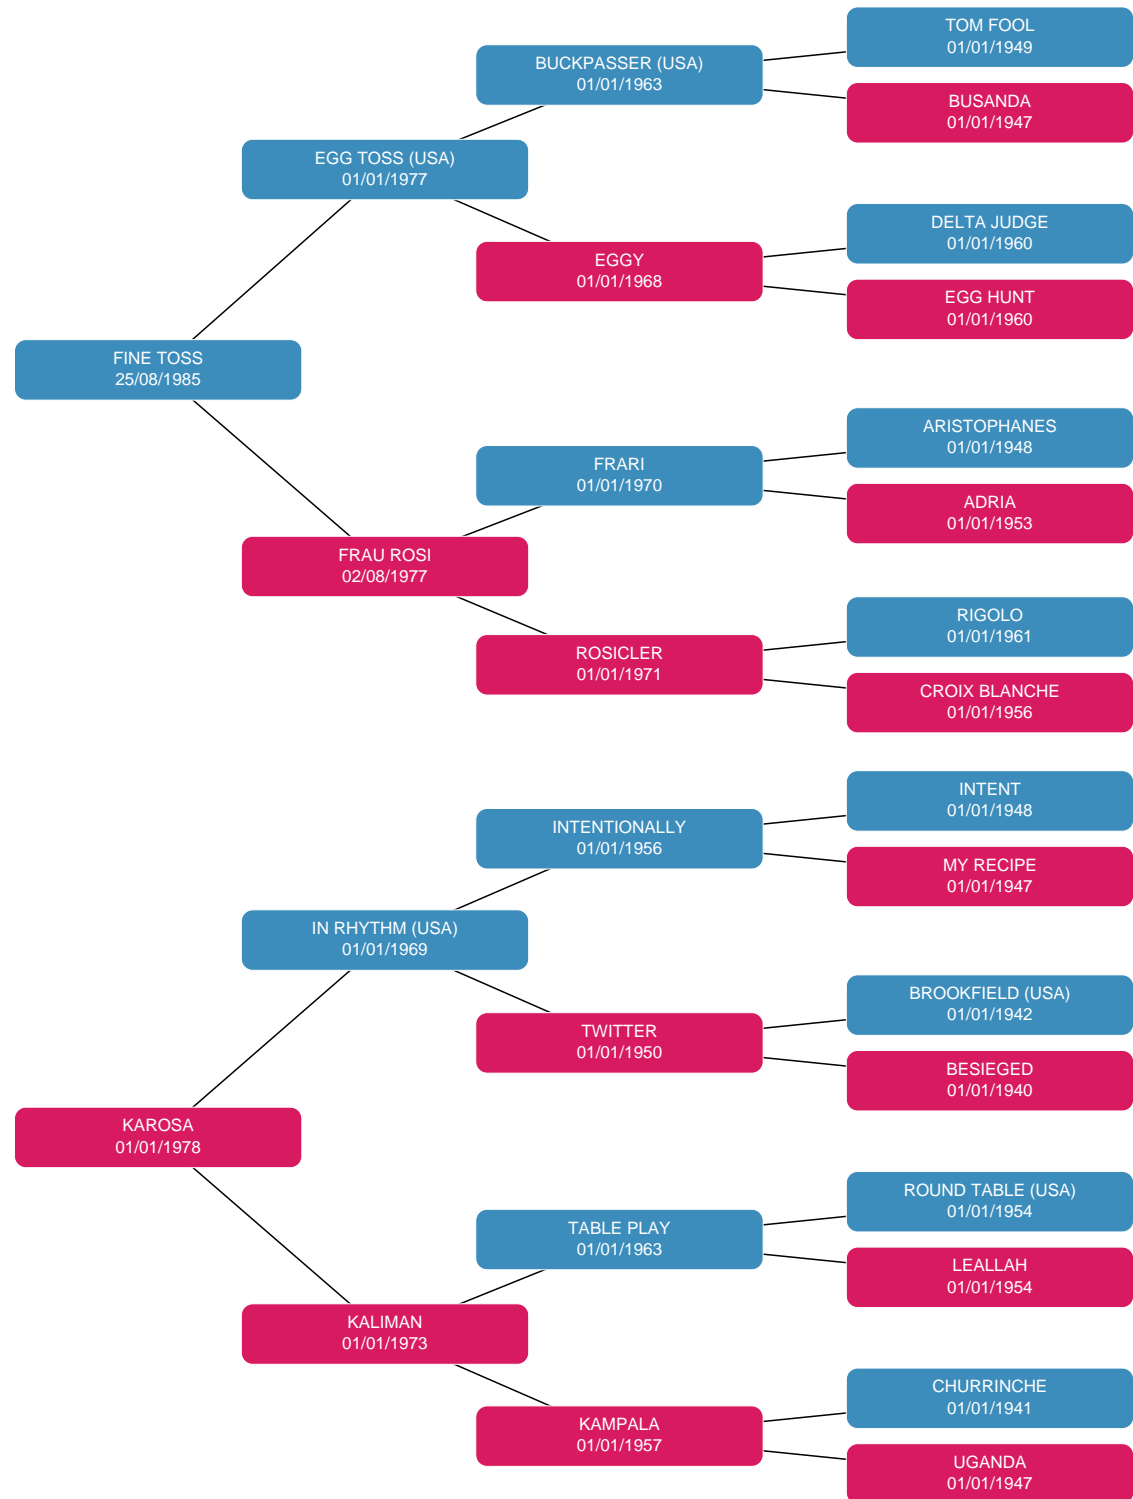 TOM FOOL
01/01/1949
BUCKPASSER (USA)
01/01/1963
BUSANDA
01/01/1947
EGG TOSS (USA)
01/01/1977
DELTA JUDGE
01/01/1960
EGGY
01/01/1968
EGG HUNT
01/01/1960
FINE TOSS
25/08/1985
ARISTOPHANES
01/01/1948
FRARI
01/01/1970
ADRIA
01/01/1953
FRAU ROSI
02/08/1977
RIGOLO
01/01/1961
ROSICLER
01/01/1971
CROIX BLANCHE
01/01/1956
INTENT
01/01/1948
INTENTIONALLY
01/01/1956
MY RECIPE
01/01/1947
IN RHYTHM (USA)
01/01/1969
BROOKFIELD (USA)
01/01/1942
TWITTER
01/01/1950
BESIEGED
01/01/1940
KAROSA
01/01/1978
ROUND TABLE (USA)
01/01/1954
TABLE PLAY
01/01/1963
LEALLAH
01/01/1954
KALIMAN
01/01/1973
CHURRINCHE
01/01/1941
KAMPALA
01/01/1957
UGANDA
01/01/1947